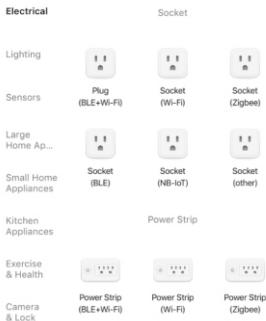 Electrical
Lighting
Sensors
Large
Home Ap...
Small Home
Appliances
Kitchen
Appliances
Exercise
& Health
Camera
& Lock
Socket
Plug
(BLE+Wi-Fi)
Socket
(Wi-Fi)
Socket
(Zigbee)
Socket
(BLE)
Socket
(NB-IoT)
Socket
(other)
Power Strip
Power Strip
(BLE+Wi-Fi)
Power Strip
(Wi-Fi)
Power Strip
(Zigbee)